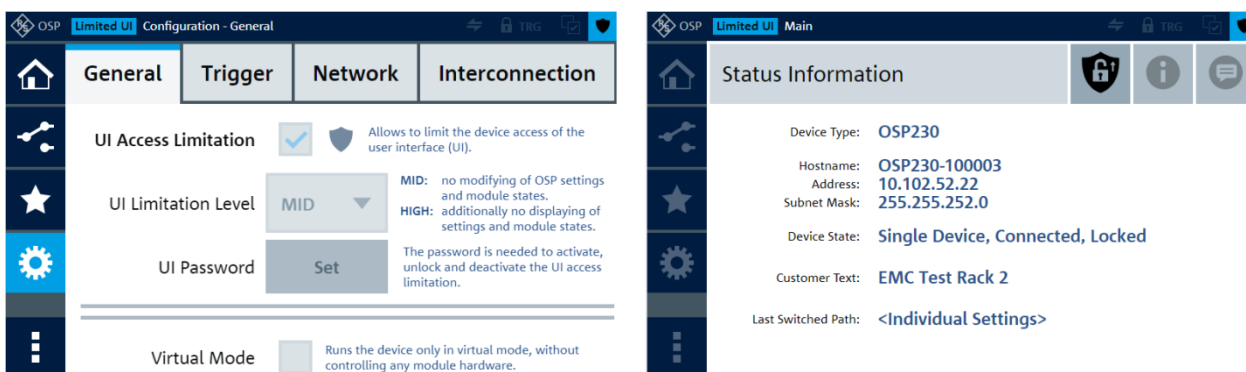 OSP Limited UI Configuration - General TRG
General Trigger Network Interconnection
UI Access Limitation
Allows to limit the device access of the
user interface (UI).
UI Limitation Level MID
MID: no modifying of OSP settings
and module states.
HIGH: additionally no displaying of
settings and module states.
UI Password Set
The password is needed to activate,
unlock and deactivate the UI access
limitation.
Virtual Mode
Runs the device only in virtual mode, without
controlling any module hardware.
OSP Limited UI Main TRG
Status Information
Device Type: OSP230
Hostname: OSP230-100003
Address: 10.102.52.22
Subnet Mask: 255.255.252.0
Device State: Single Device, Connected, Locked
Customer Text: EMC Test Rack 2
Last Switched Path: <Individual Settings>